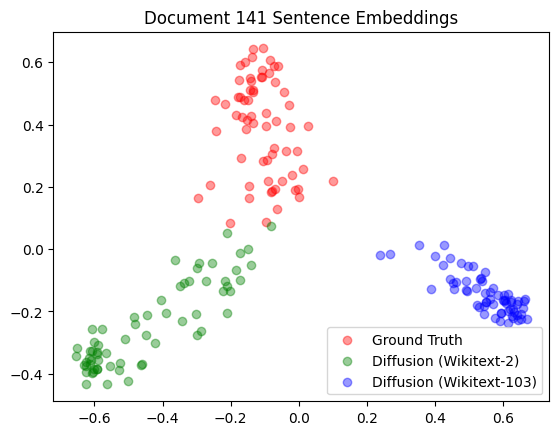 Document 141 Sentence Embeddings
0.6
0.4
0.2
0.0
−0.2
−0.4
Ground Truth
Diffusion (Wikitext-2)
Diffusion (Wikitext-103)
−0.6 −0.4 −0.2 0.0 0.2 0.4 0.6